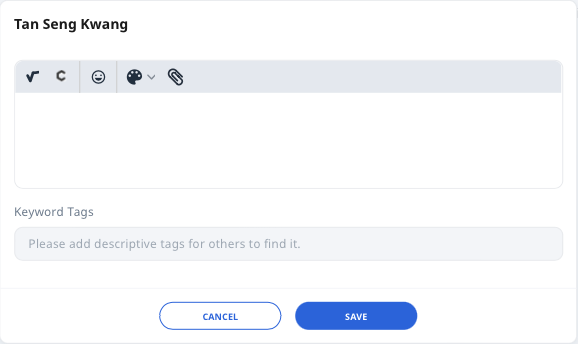 Tan Seng Kwang
Keyword Tags
Please add descriptive tags for others to find it.
CANCEL
SAVE